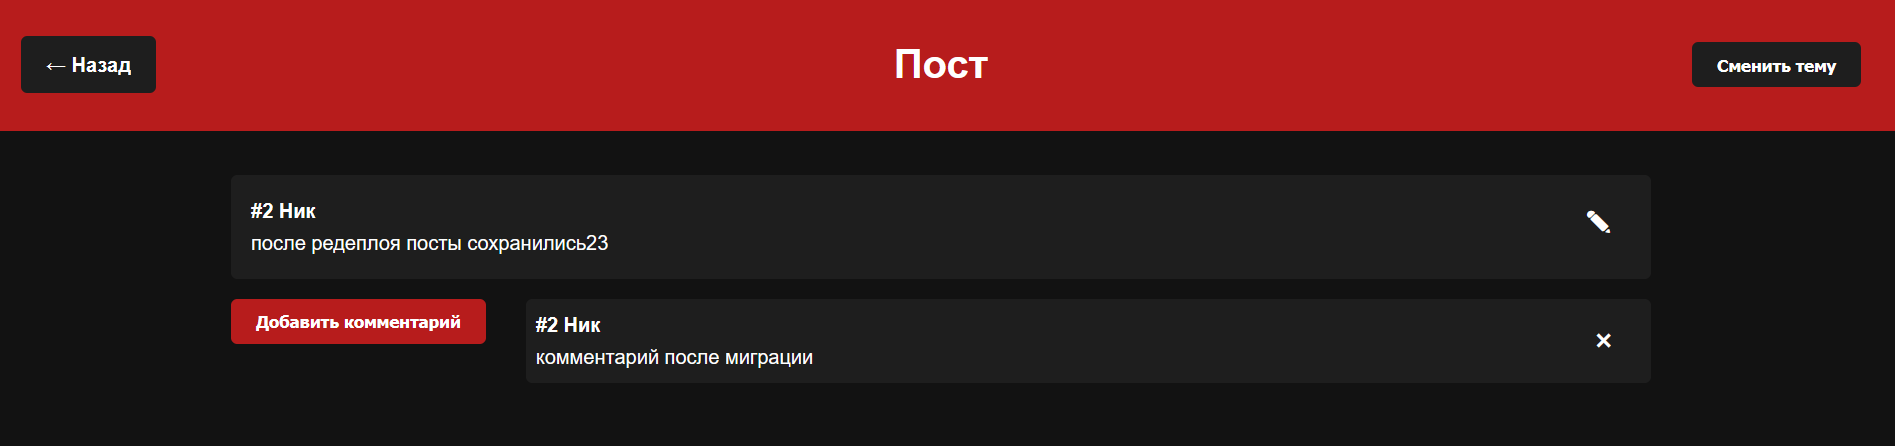 ← Назад
Пост
Сменить тему
#2 Ник
после редеплоя посты сохранились23
Добавить комментарий
#2 Ник
комментарий после миграции